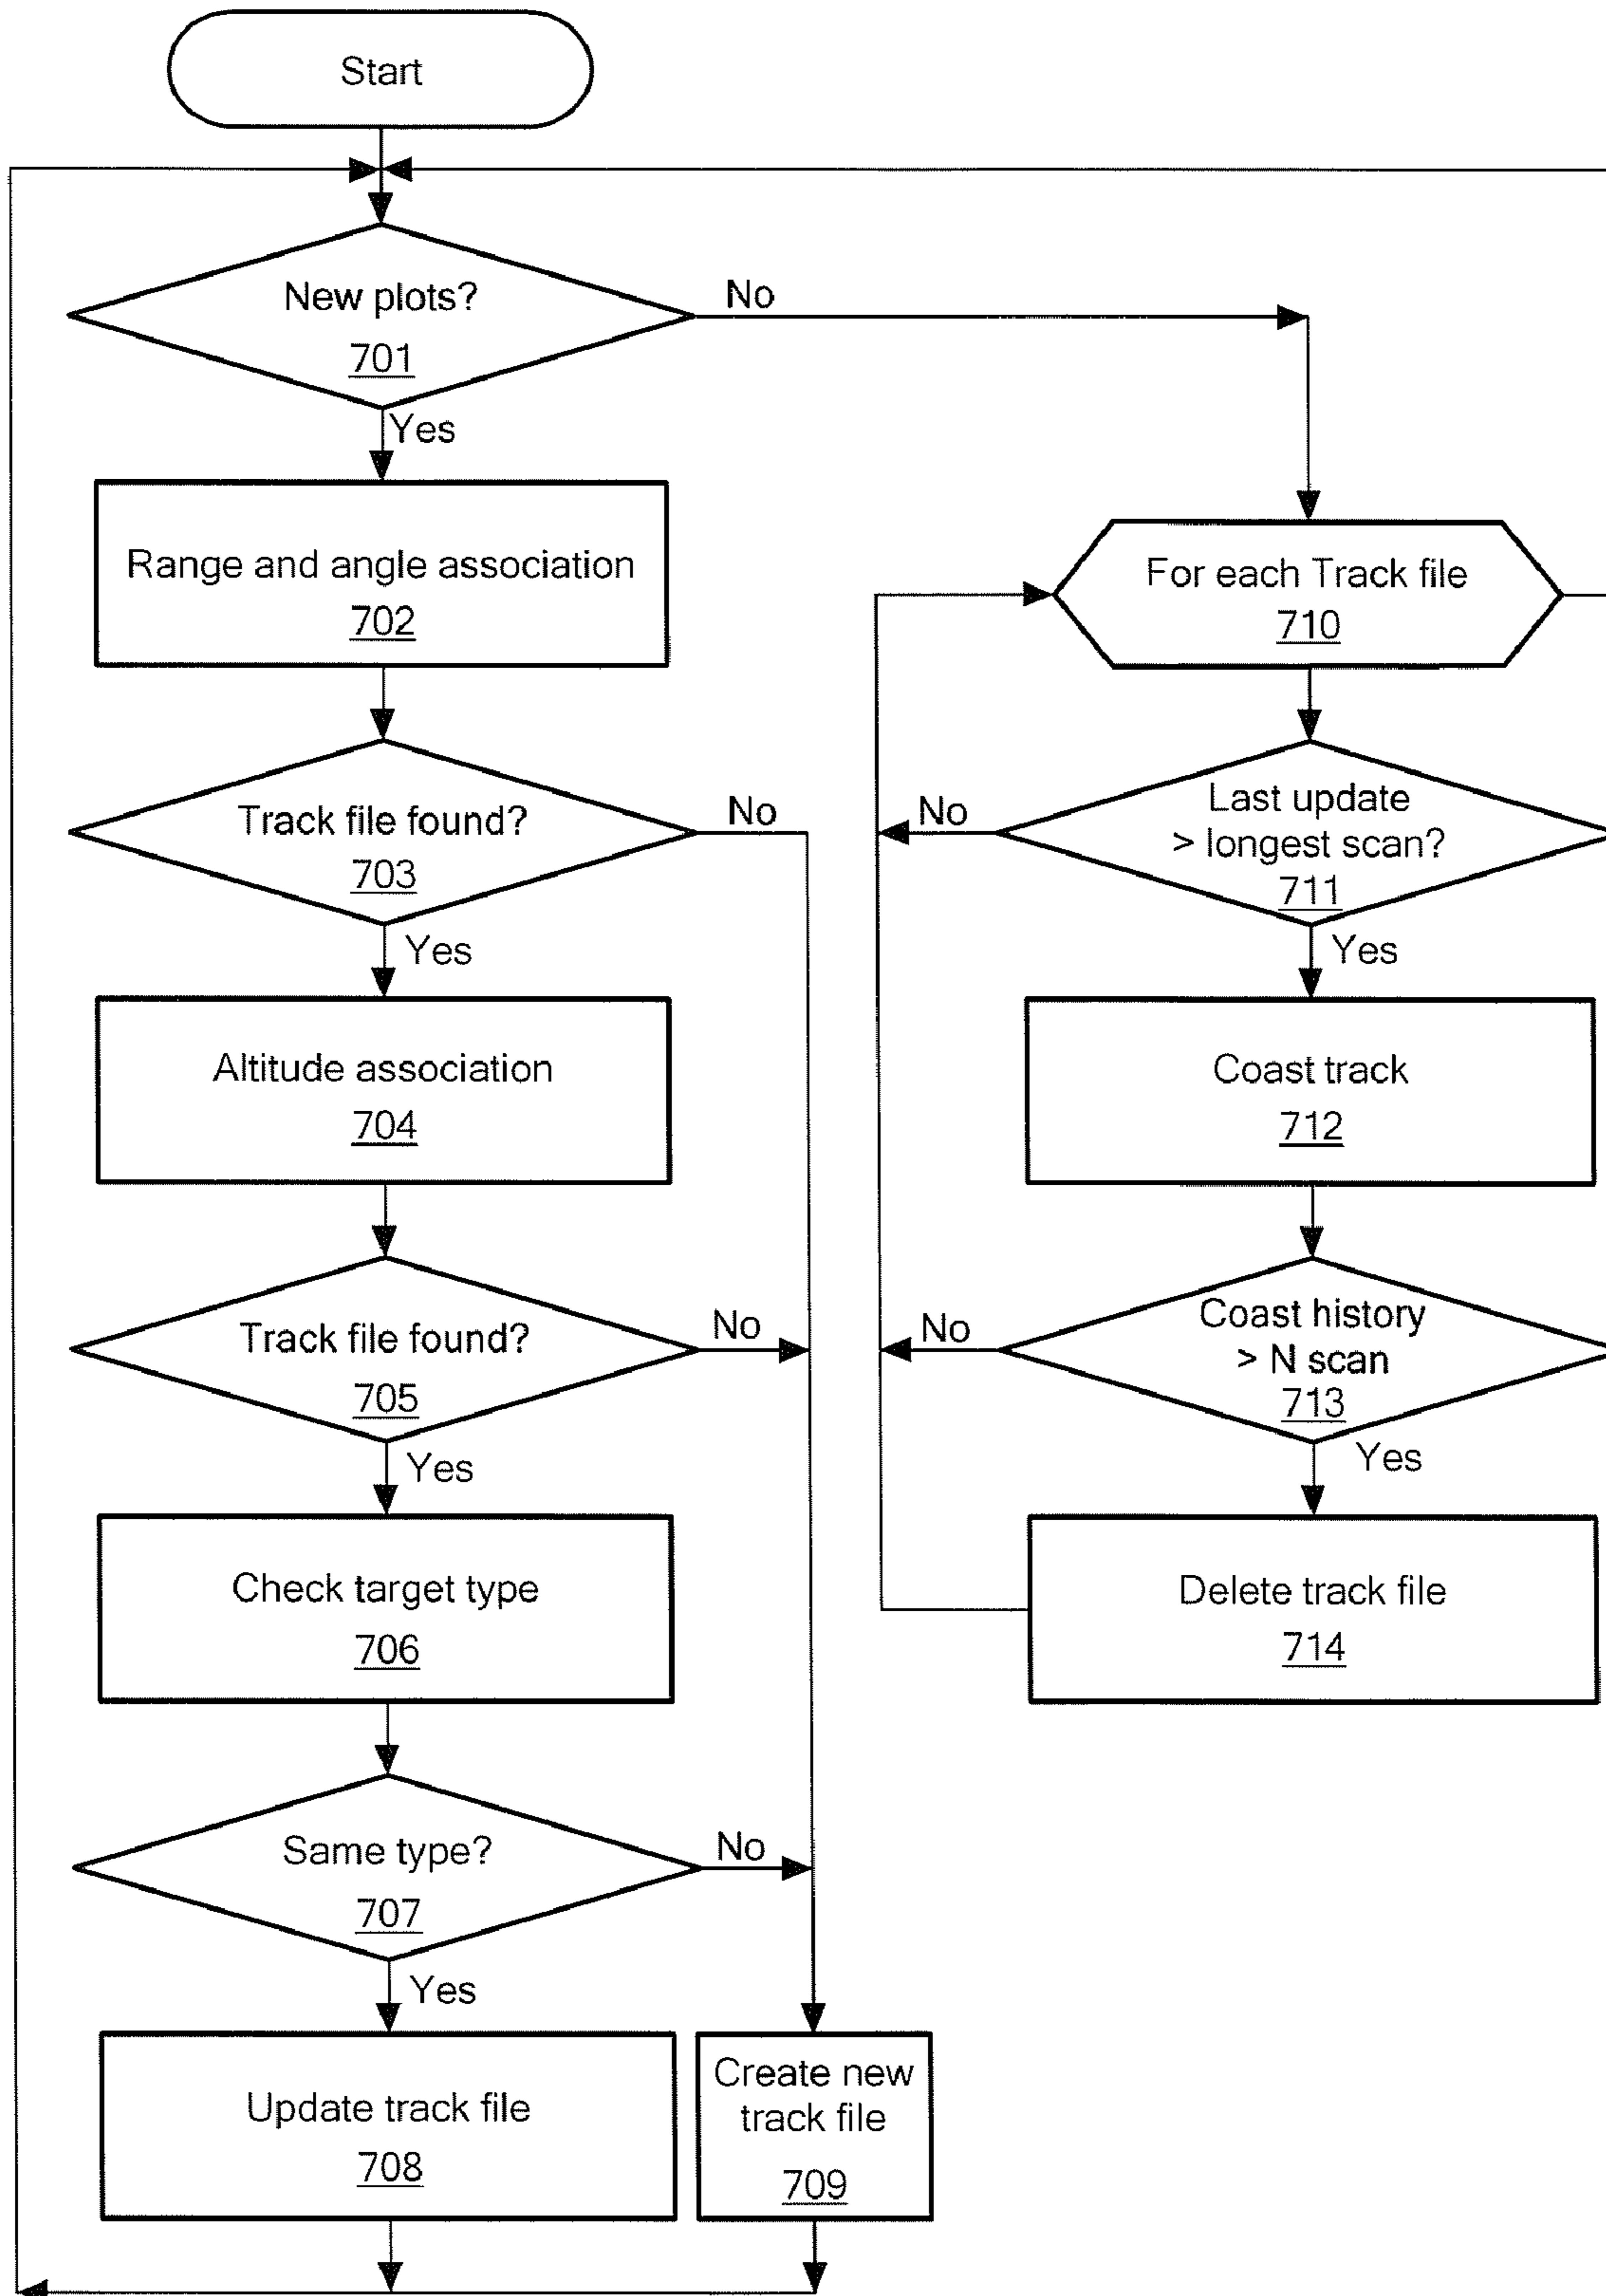 Start
New plots?
701
No
Yes
Range and angle association
702
Track file found?
703
No
Yes
Altitude association
704
Track file found?
705
No
Yes
Check target type
706
Same type?
707
No
Yes
Update track file
708
Create new
track file
709
For each Track file
710
Last update
> longest scan?
711
No
Yes
Coast track
712
Coast history
> N scan
713
No
Yes
Delete track file
714